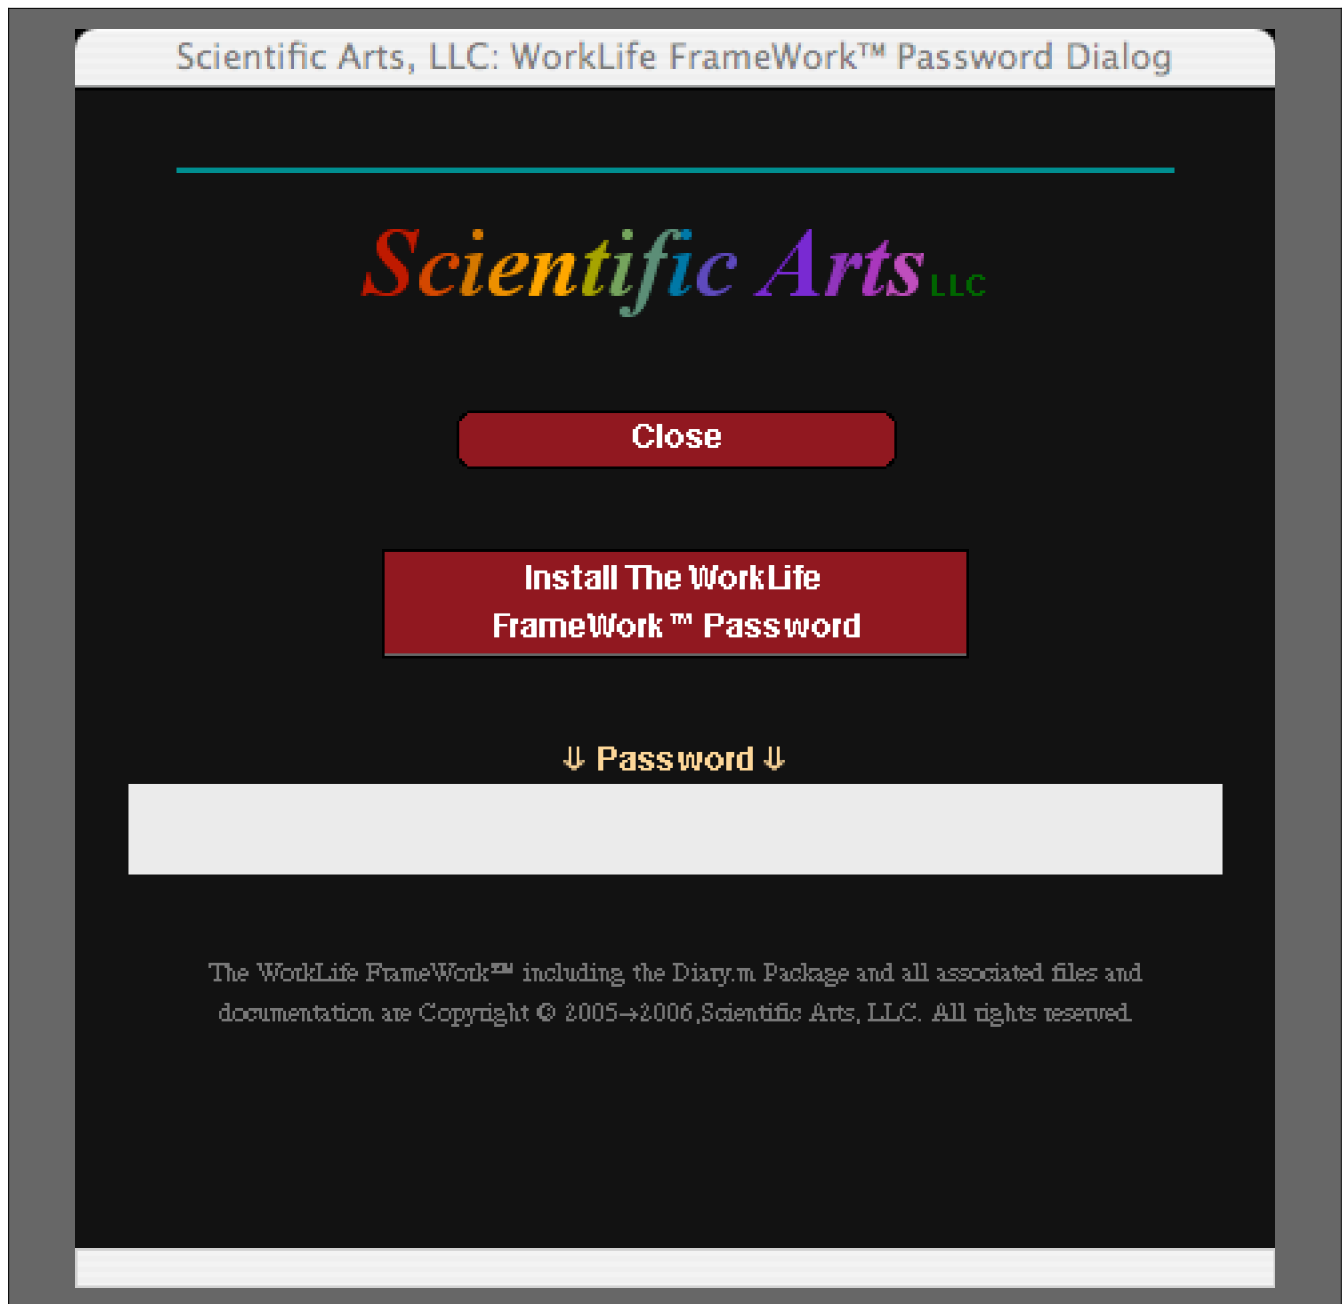 Scientific Arts, LLC: WorkLife FrameWork™ Password Dialog
Scientific Arts LLC
Close
Install The WorkLife
FrameWork™ Password
⇓ Password ⇓
The WorkLife FrameWork™ including the Diary.m Package and all associated files and
documentation are Copyright © 2005→2006,Scientific Arts, LLC. All rights reserved.